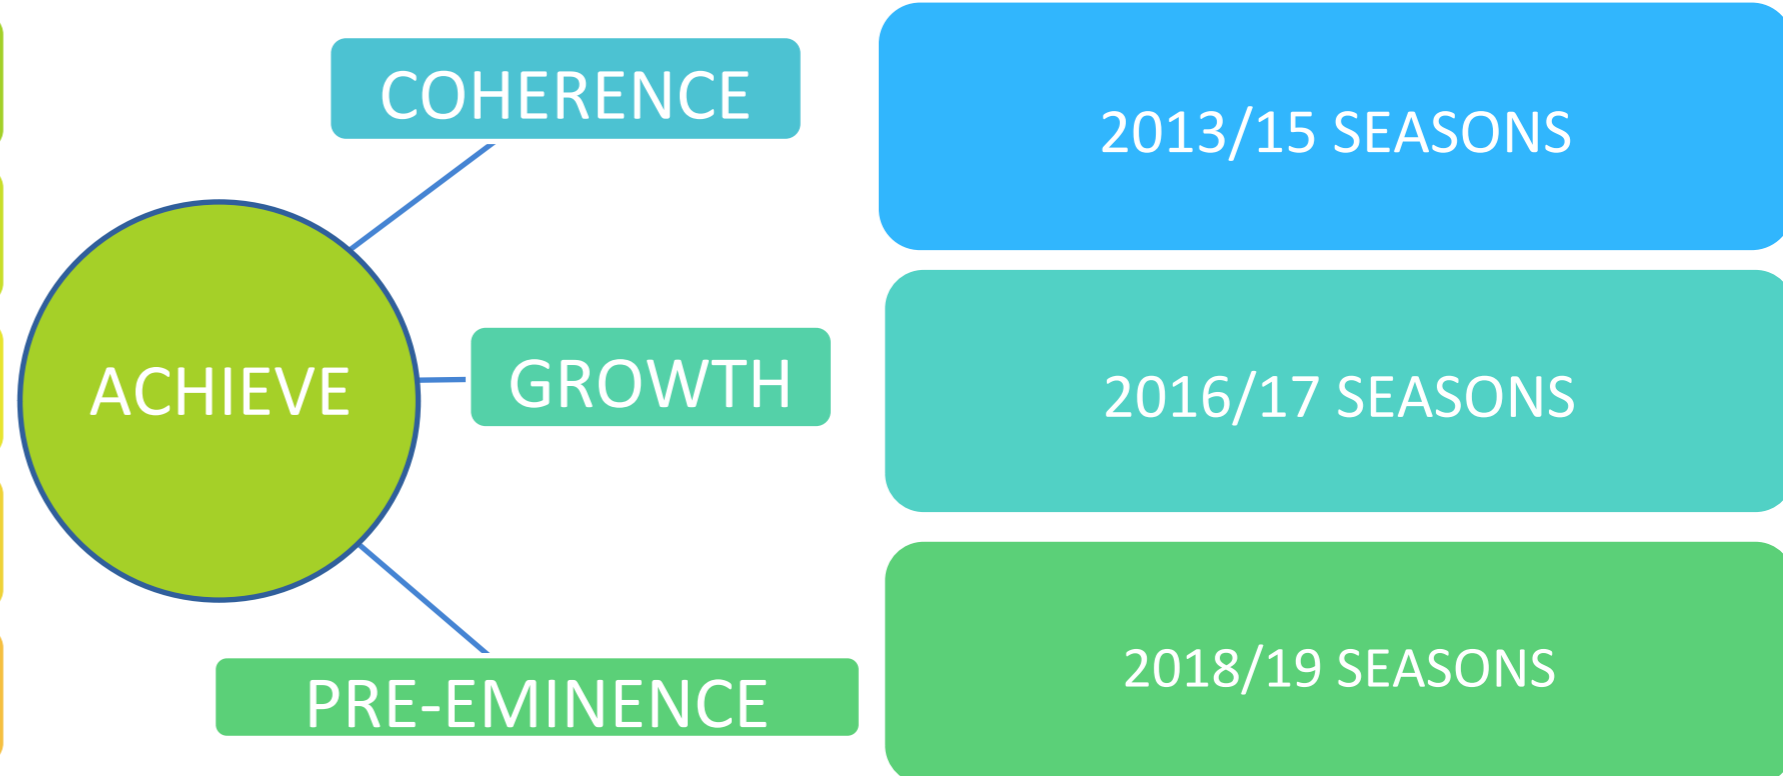 COHERENCE
2013/15 SEASONS
ACHIEVE
GROWTH
2016/17 SEASONS
PRE-EMINENCE
2018/19 SEASONS